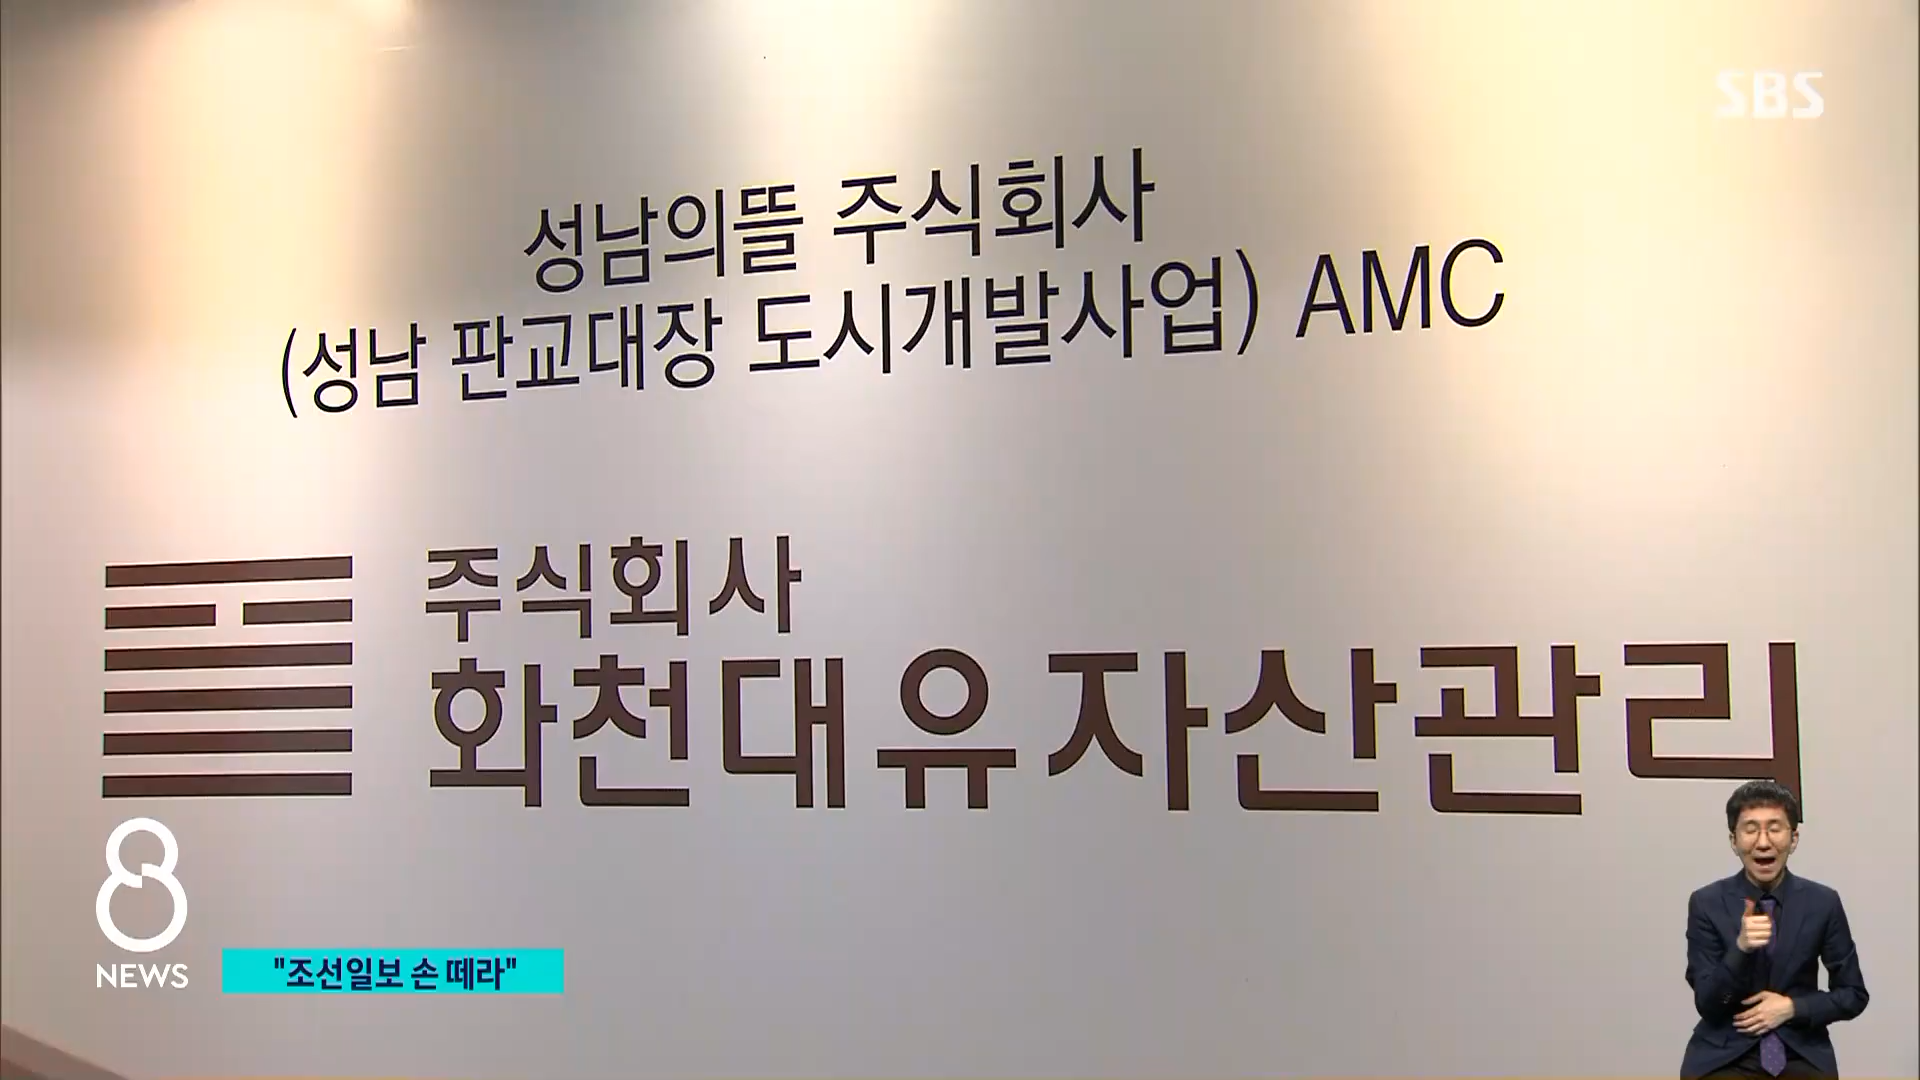 SBS
성남의뜰 주식회사
(성남 판교대장 도시개발사업) AMC
주식회사
화천대유자산관리
8
NEWS
"조선일보 손 떼라"